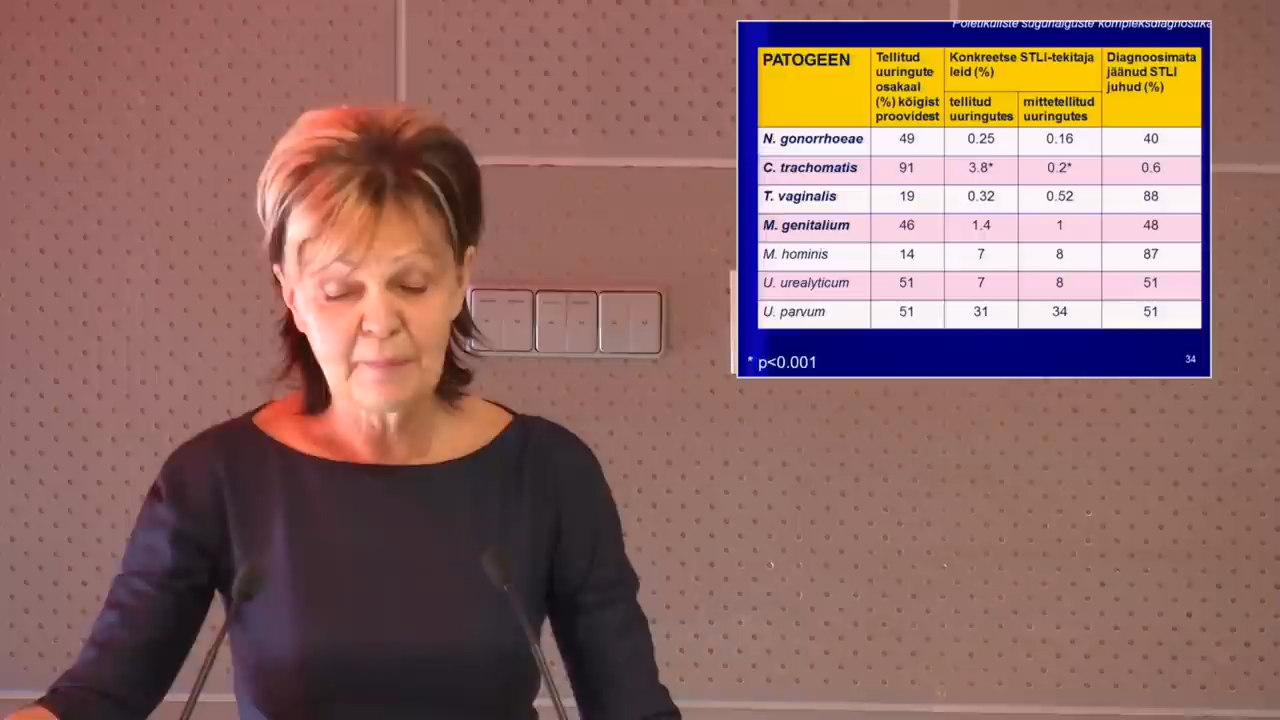 Põletikuliste suguhaiguste kompleksdiagnostika
PATOGEEN
Tellitud
uuringute
osakaal
(%) kõigist
proovidest
Konkreetse STLI-tekitaja
leid (%)
tellitud
uuringutes
mittetellitud
uuringutes
Diagnoosimata
jäänud STLI
juhud (%)
N. gonorrhoeae 49 0.25 0.16 40
C. trachomatis 91 3.8* 0.2* 0.6
T. vaginalis 19 0.32 0.52 88
M. genitalium 46 1.4 1 48
M. hominis 14 7 8 87
U. urealyticum 51 7 8 51
U. parvum 51 31 34 51
* p<0.001
34